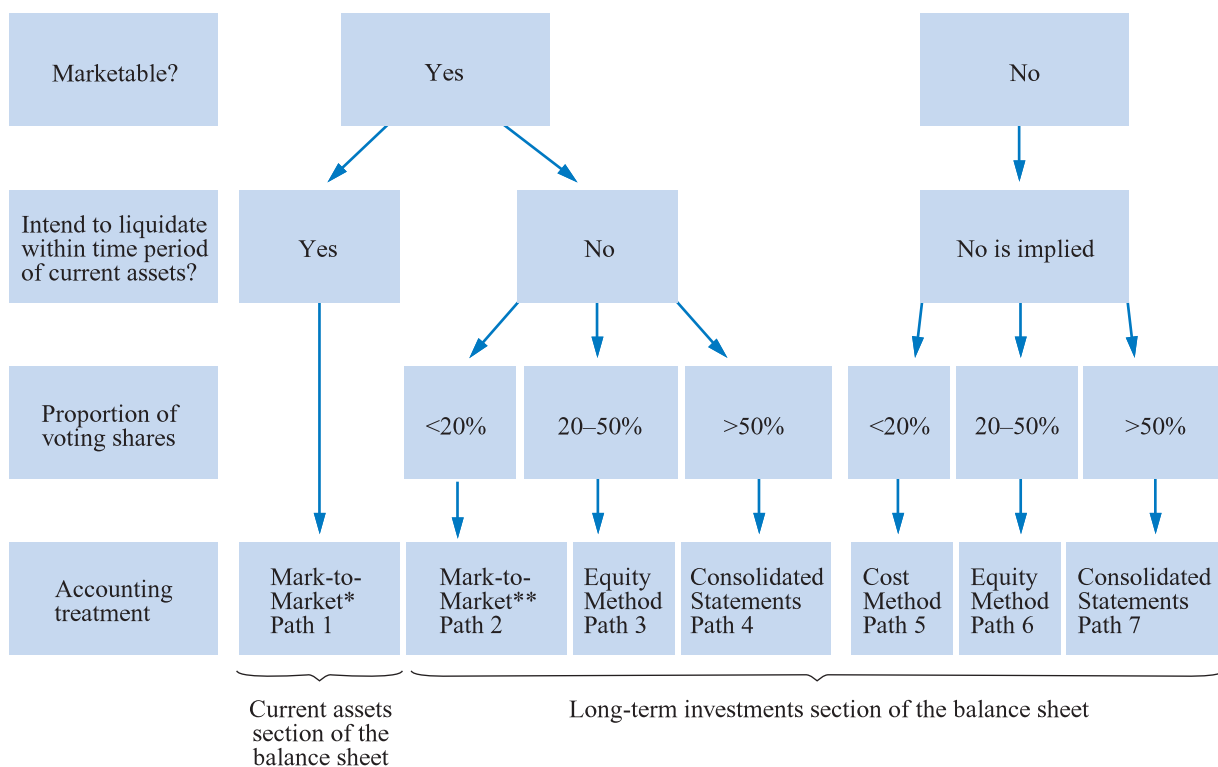 Marketable?
Yes
No
Intend to liquidate
within time period
of current assets?
Yes
No
No is implied
Proportion of
voting shares
<20%
20–50%
>50%
<20%
20–50%
>50%
Accounting
treatment
Mark-to-
Market*
Path 1
Mark-to-
Market**
Path 2
Equity
Method
Path 3
Consolidated
Statements
Path 4
Cost
Method
Path 5
Equity
Method
Path 6
Consolidated
Statements
Path 7
Current assets
section of the
balance sheet
Long-term investments section of the balance sheet